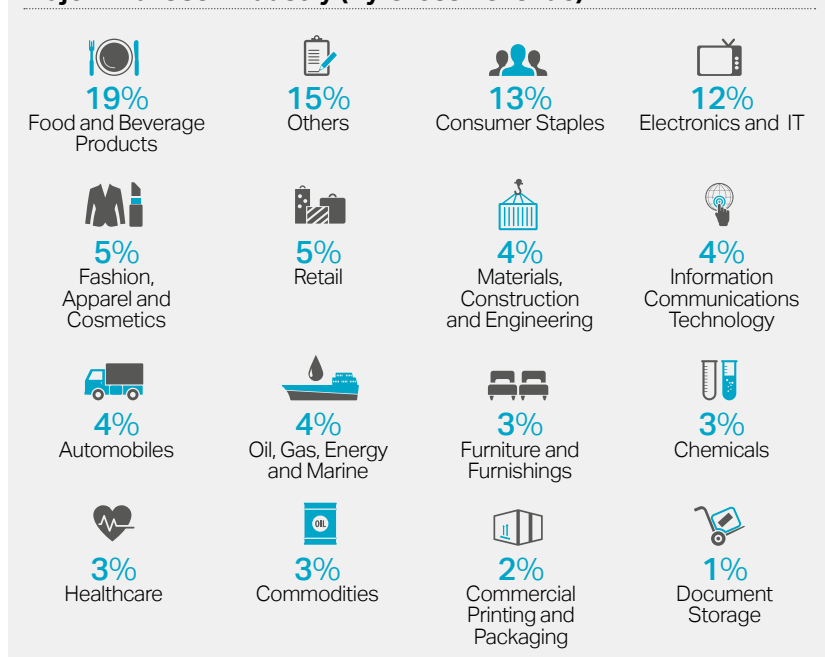 19%
Food and Beverage
Products
15%
Others
13%
Consumer Staples
12%
Electronics and IT
5%
Fashion,
Apparel and
Cosmetics
5%
Retail
4%
Materials,
Construction
and Engineering
4%
Information
Communications
Technology
4%
Automobiles
4%
Oil, Gas, Energy
and Marine
3%
Furniture and
Furnishings
3%
Chemicals
3%
Healthcare
OIL
3%
Commodities
2%
Commercial
Printing and
Packaging
1%
Document
Storage